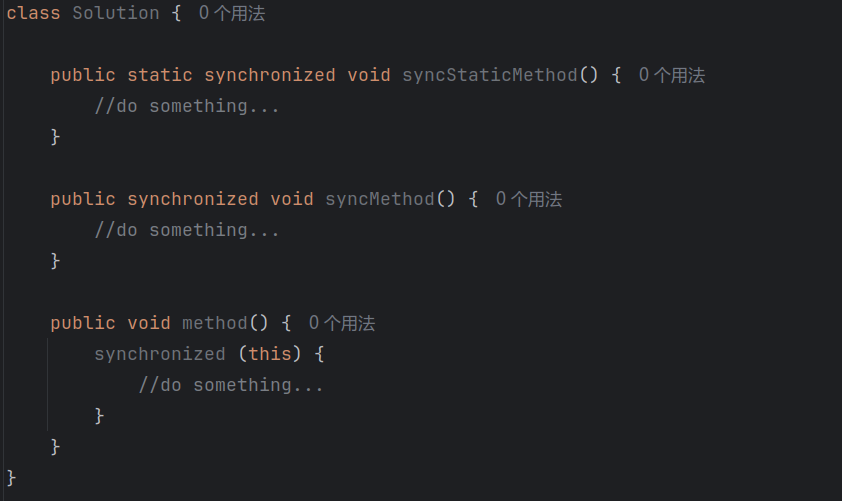 class Solution {  0 个用法
public static synchronized void syncStaticMethod() {  0 个用法
//do something...
}
public synchronized void syncMethod() {  0 个用法
//do something...
}
public void method() {  0 个用法
synchronized (this) {
//do something...
}
}
}